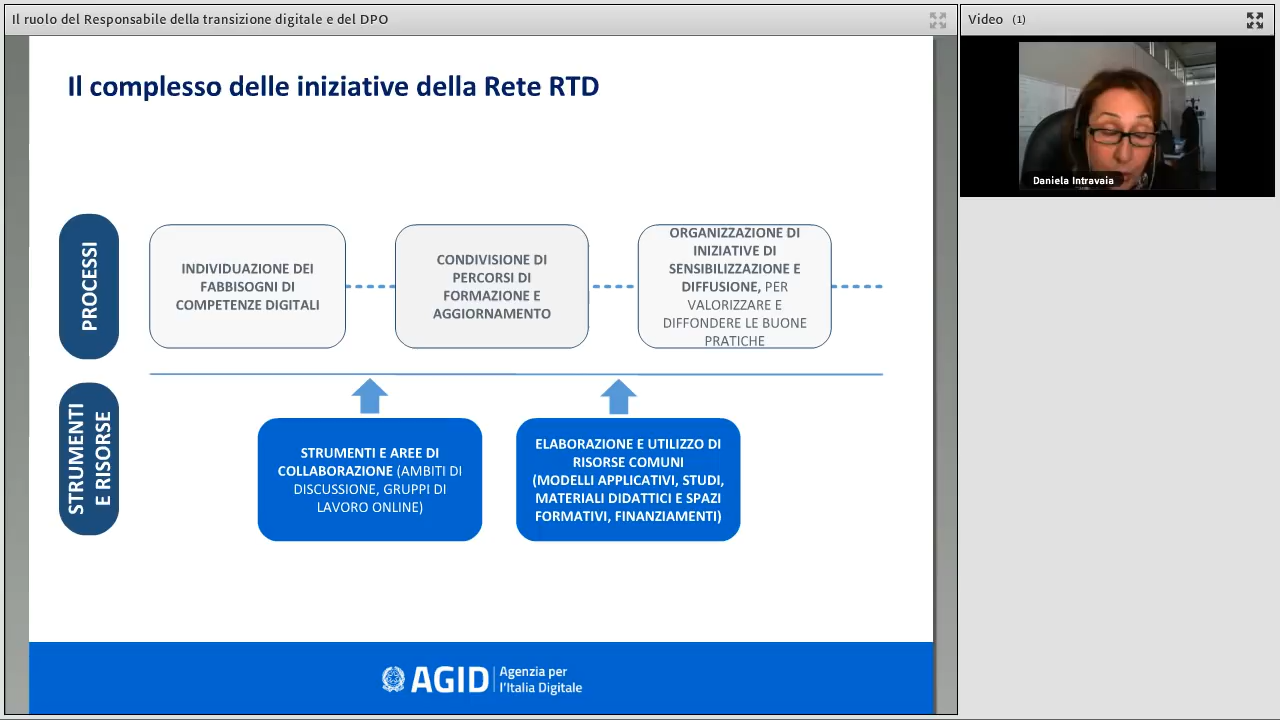 Il ruolo del Responsabile della transizione digitale e del DPO
Video (1)
Daniela Intravaia
Il complesso delle iniziative della Rete RTD
PROCESSI
INDIVIDUAZIONE DEI
FABBISOGNI DI
COMPETENZE DIGITALI
CONDIVISIONE DI
PERCORSI DI
FORMAZIONE E
AGGIORNAMENTO
ORGANIZZAZIONE DI
INIZIATIVE DI
SENSIBILIZZAZIONE E
DIFFUSIONE, PER
VALORIZZARE E
DIFFONDERE LE BUONE
PRATICHE
STRUMENTI
E RISORSE
STRUMENTI E AREE DI
COLLABORAZIONE (AMBITI DI
DISCUSSIONE, GRUPPI DI
LAVORO ONLINE)
ELABORAZIONE E UTILIZZO DI
RISORSE COMUNI
(MODELLI APPLICATIVI, STUDI,
MATERIALI DIDATTICI E SPAZI
FORMATIVI, FINANZIAMENTI)
AGID
Agenzia per
l'Italia Digitale